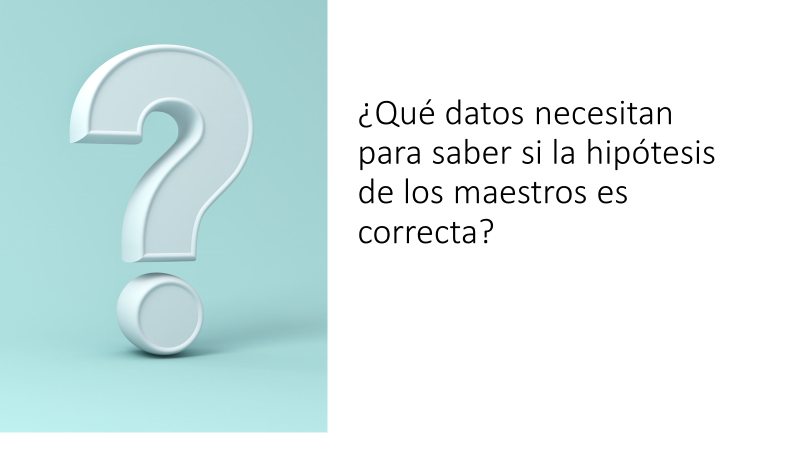 ¿Qué datos necesitan
para saber si la hipótesis
de los maestros es
correcta?